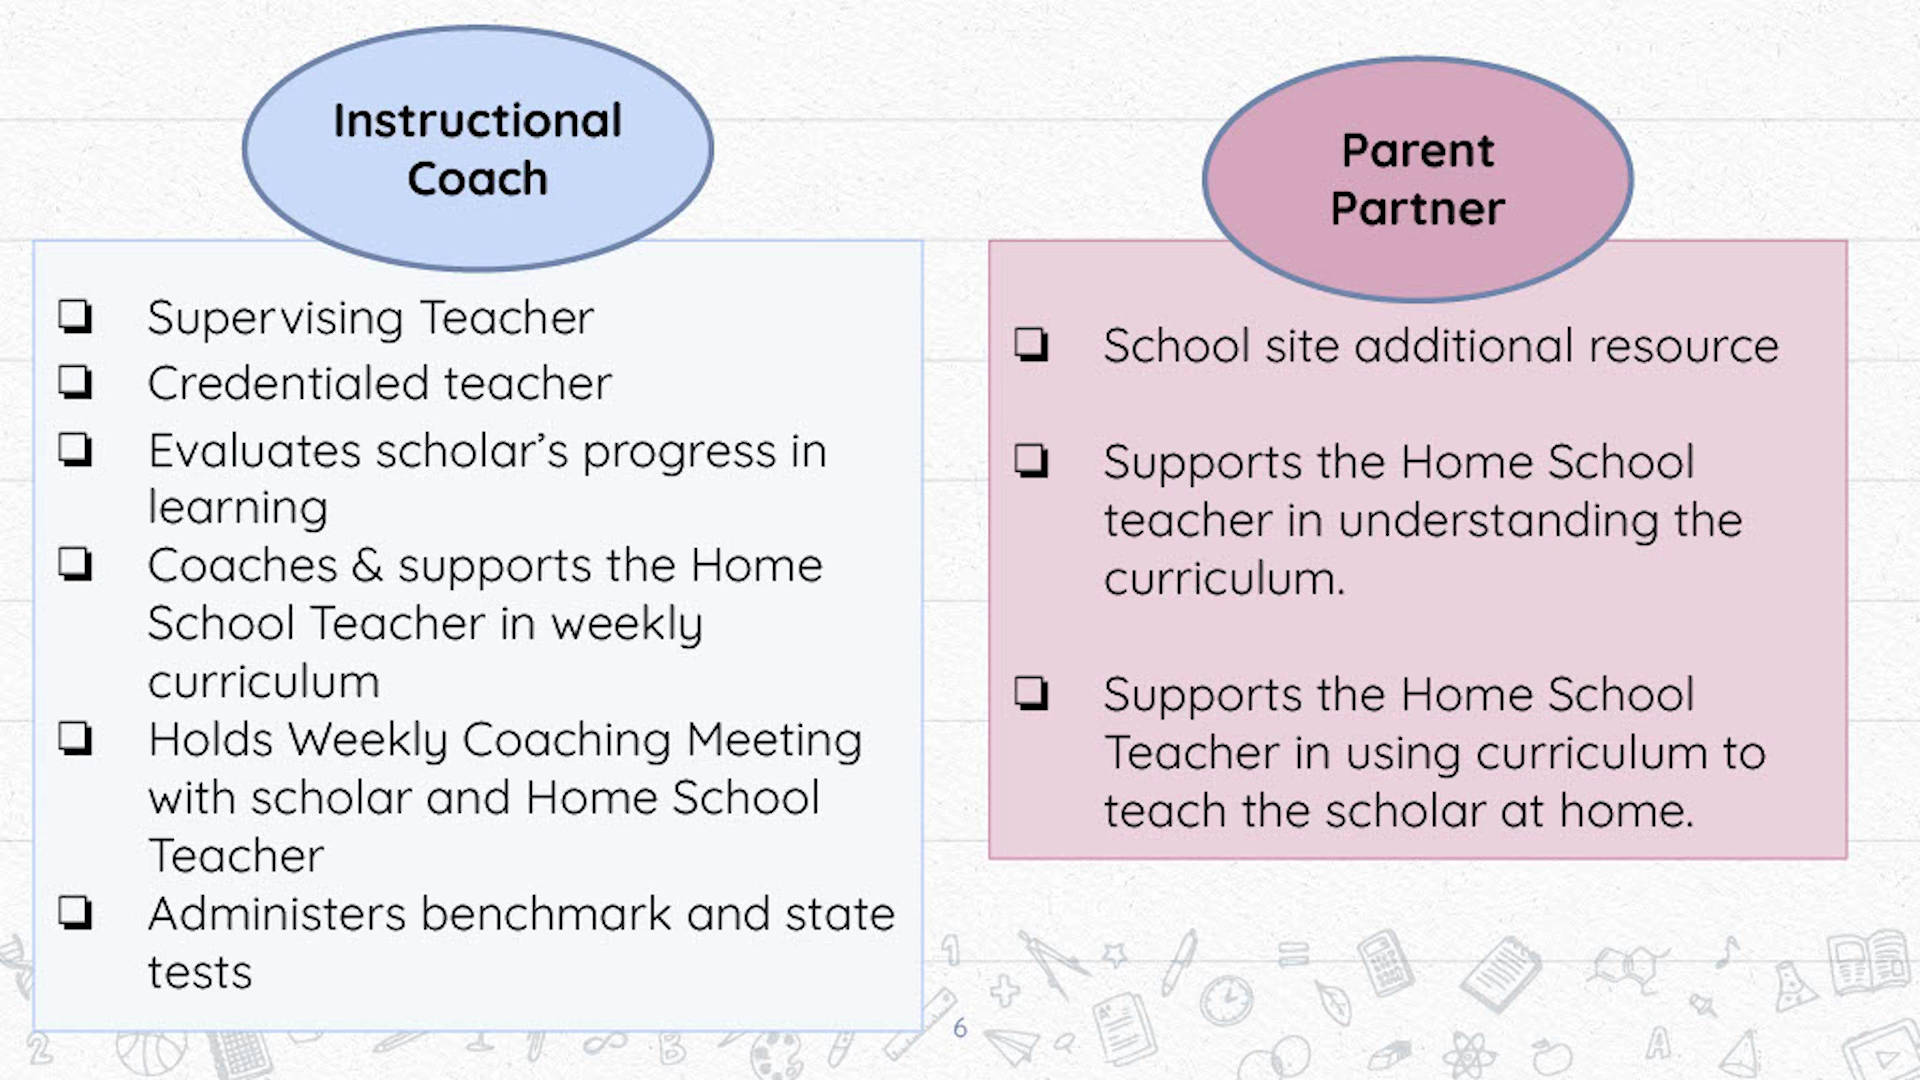 Instructional
Coach
Supervising Teacher
Credentialed teacher
Evaluates scholar’s progress in
learning
Coaches & supports the Home
School Teacher in weekly
curriculum
Holds Weekly Coaching Meeting
with scholar and Home School
Teacher
Administers benchmark and state
tests
Parent
Partner
School site additional resource
Supports the Home School
teacher in understanding the
curriculum.
Supports the Home School
Teacher in using curriculum to
teach the scholar at home.
6